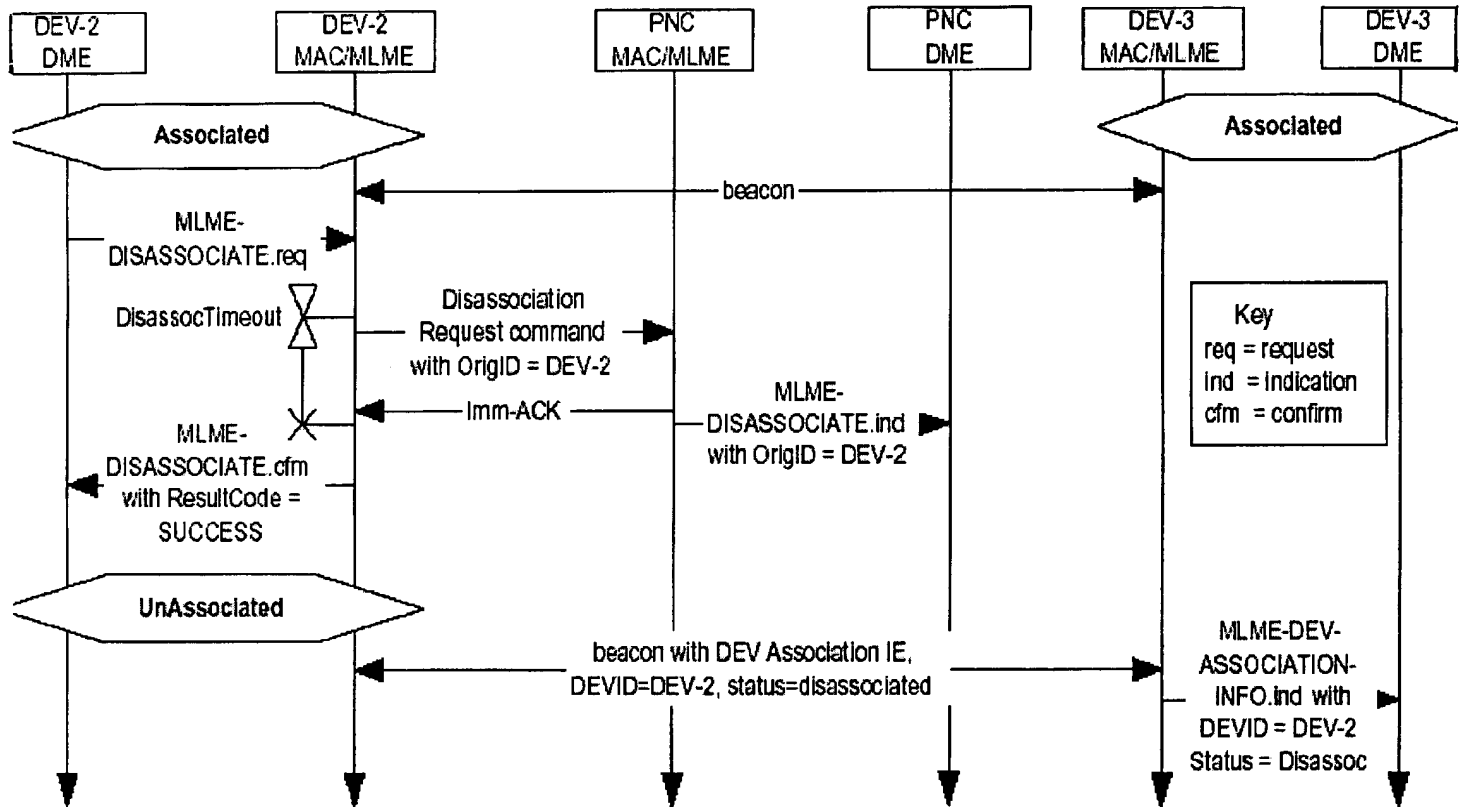 DEV-2
DME
DEV-2
MAC/MLME
PNC
MAC/MLME
PNC
DME
DEV-3
MAC/MLME
DEV-3
DME
Associated
Associated
beacon
MLME-
DISASSOCIATE.req
DisassocTimeout
Disassociation
Request command
with OrigID = DEV-2
Key
req = request
ind = indication
cfm = confirm
Imm-ACK
MLME-
DISASSOCIATE.ind
with OrigID = DEV-2
MLME-
DISASSOCIATE.cfm
with ResultCode =
SUCCESS
UnAssociated
beacon with DEV Association IE,
DEVID=DEV-2, status=disassociated
MLME-DEV-
ASSOCIATION-
INFO.ind with
DEVID = DEV-2
Status = Disassoc